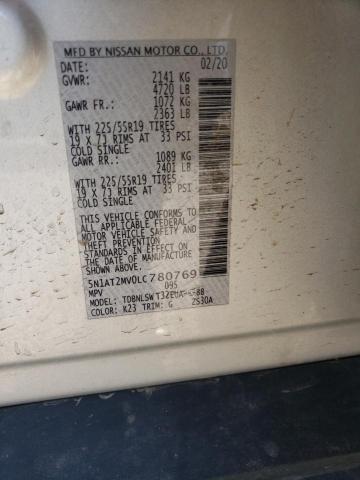 MFD BY NISSAN MOTOR CO., LTD.
DATE: 02/20
GVWR: 2141 KG
4720 LB
GAWR FR.: 1072 KG
2363 LB
WITH 225/55R19 TIRES
19 X 7J RIMS AT 33 PSI
COLD SINGLE
GAWR RR.: 1089 KG
2401 LB
WITH 225/55R19 TIRES
19 X 7J RIMS AT 33 PSI
COLD SINGLE
THIS VEHICLE CONFORMS TO
ALL APPLICABLE FEDERAL
MOTOR VEHICLE SAFETY BUMPER
AND THEFT PREVENTION
STANDARDS IN EFFECT ON THE
DATE OF MANUFACTURE SHOWN
ABOVE
5N1AT2MV0LC780769
MPV 095
MODEL:
COLOR: K23 TRIM: G 2S30A